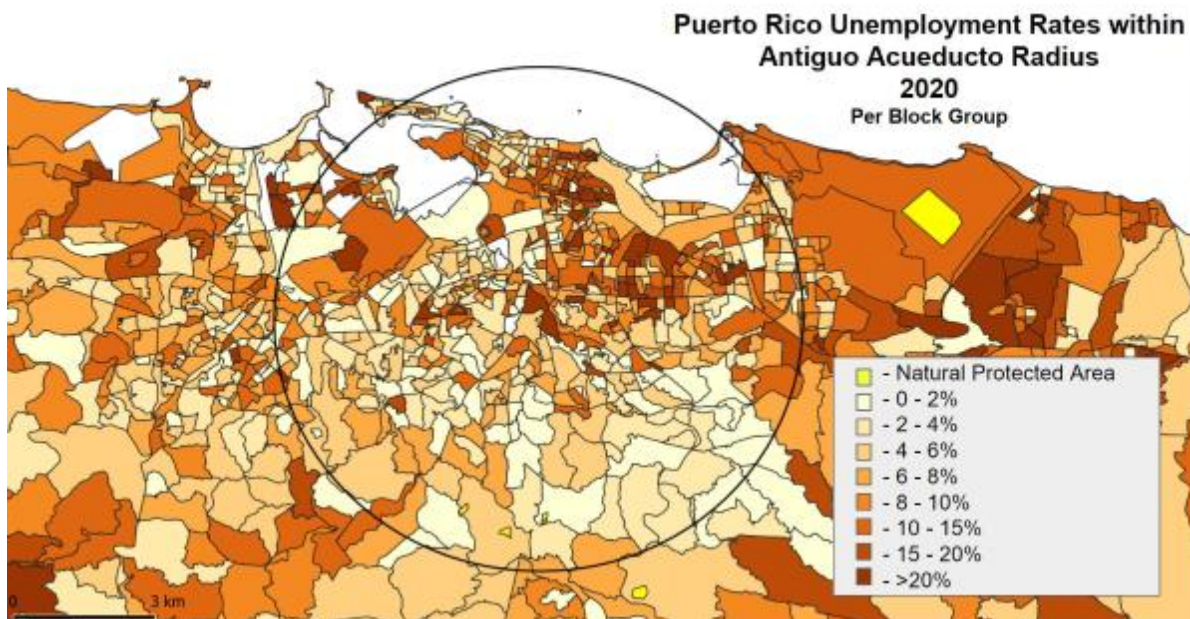 Puerto Rico Unemployment Rates within
Antiguo Acueducto Radius
2020
Per Block Group
- Natural Protected Area
- 0 - 2%
- 2 - 4%
- 4 - 6%
- 6 - 8%
- 8 - 10%
- 10 - 15%
- 15 - 20%
- >20%
0 3 km